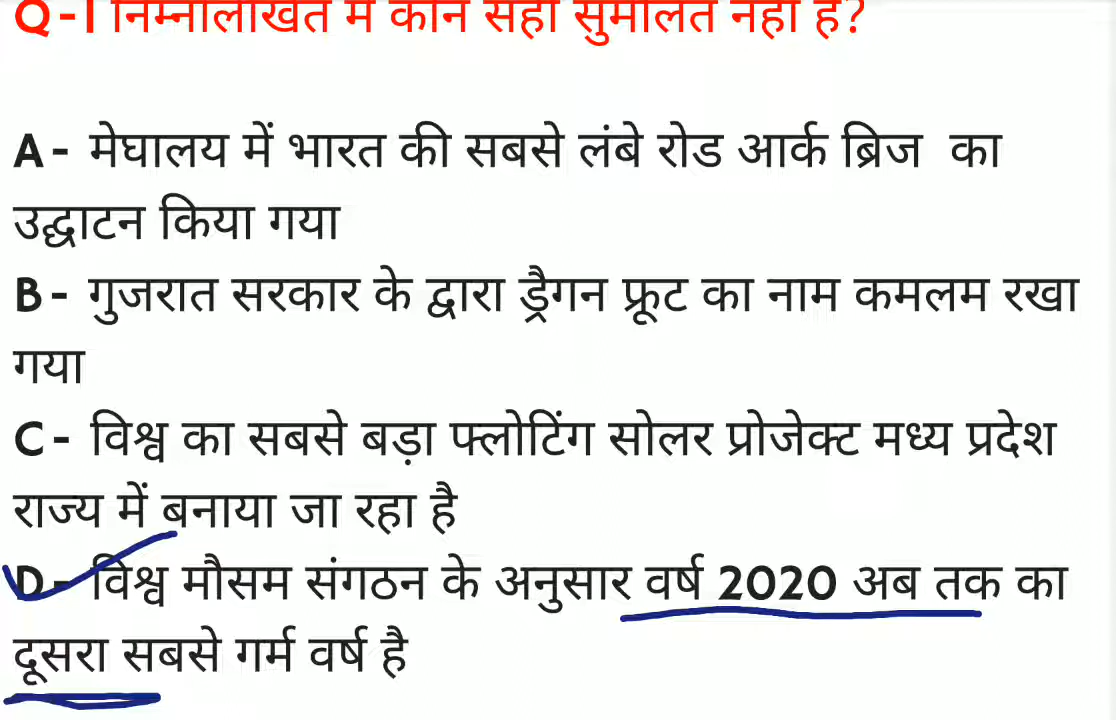 Q-1 निम्नलिखित में कौन सही सुमेलित नहीं है?
A- मेघालय में भारत की सबसे लंबे रोड आर्क ब्रिज का
उद्घाटन किया गया
B- गुजरात सरकार के द्वारा ड्रैगन फ्रूट का नाम कमलम रखा
गया
C- विश्व का सबसे बड़ा फ्लोटिंग सोलर प्रोजेक्ट मध्य प्रदेश
राज्य में बनाया जा रहा है
D- विश्व मौसम संगठन के अनुसार वर्ष 2020 अब तक का
दूसरा सबसे गर्म वर्ष है